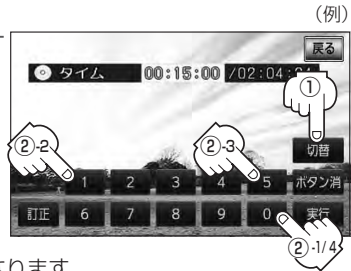 (例)
戻る
タイム 00:15:00 /02:04:
①
②-2 ②-3 切替
1 2 3 4 5 ボタン消
訂正 6 7 8 9 0 実行
②-1/4
ります